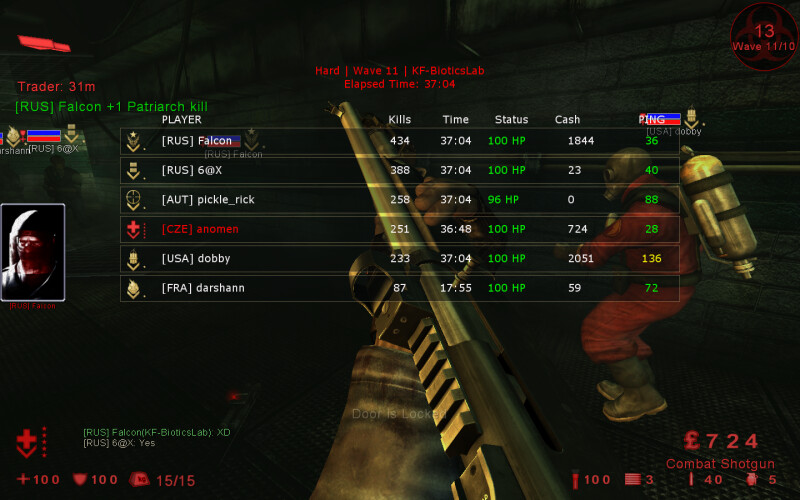 13
Wave 11/10
Hard | Wave 11 | KF-BioticsLab
Elapsed Time: 37:04
Trader: 31m
[RUS] Falcon +1 Patriarch kill
PLAYER Kills Time Status Cash PING
[USA] dobby
[RUS] Falcon 434 37:04 100 HP 1844 36
darshann [RUS] 6@X [RUS] Falcon
[RUS] 6@X 388 37:04 100 HP 23 40
[AUT] pickle_rick 258 37:04 96 HP 0 88
[CZE] anomen 251 36:48 100 HP 724 28
[USA] dobby 233 37:04 100 HP 2051 136
[FRA] darshann 87 17:55 100 HP 59 72
[RUS] Falcon
Door is Locked
[RUS] Falcon(KF-BioticsLab): XD
[RUS] 6@X: Yes
£724
Combat Shotgun
100 100 15/15 100 3 40 5